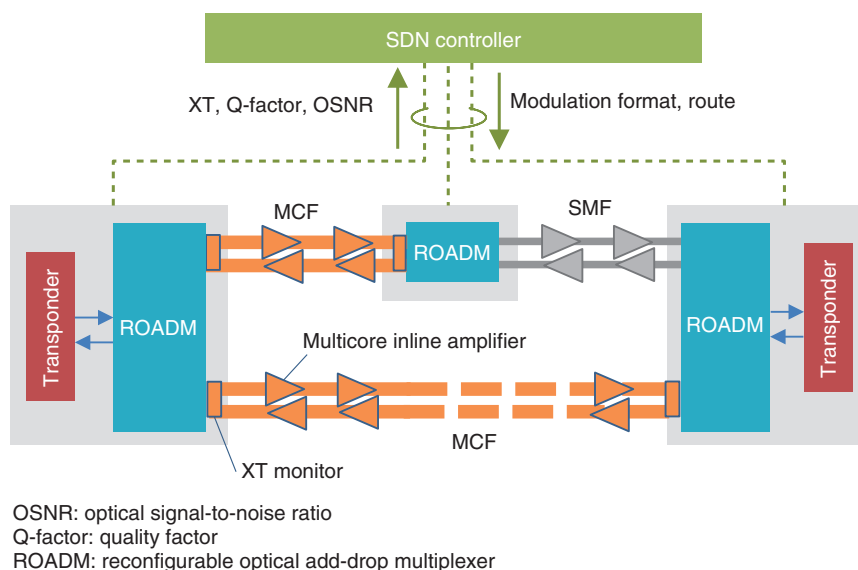 SDN controller
XT, Q-factor, OSNR
Modulation format, route
MCF
SMF
Transponder
ROADM
ROADM
ROADM
Transponder
Multicore inline amplifier
MCF
XT monitor
OSNR: optical signal-to-noise ratio
Q-factor: quality factor
ROADM: reconfigurable optical add-drop multiplexer